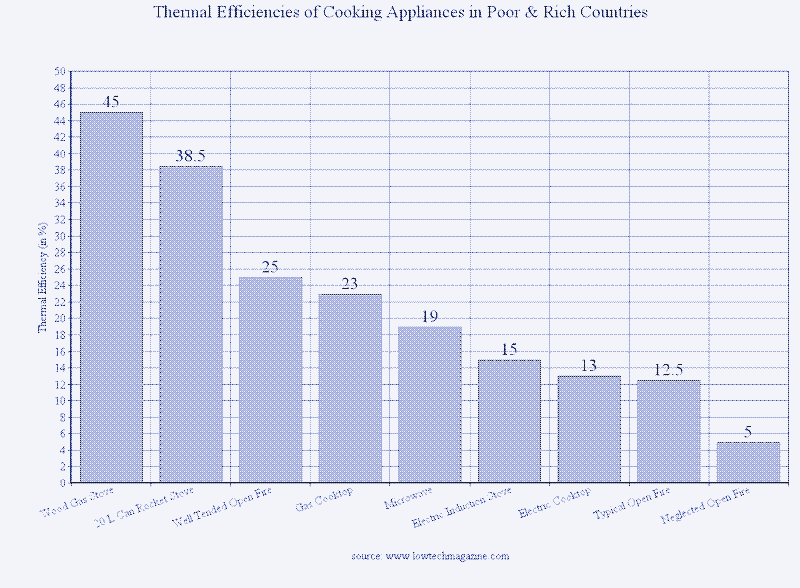 Thermal Efficiencies of Cooking Appliances in Poor & Rich Countries
Thermal Efficiency (in %)
50
48
46
44
42
40
38
36
34
32
30
28
26
24
22
20
18
16
14
12
10
8
6
4
2
0
45
38.5
25
23
19
15
13
12.5
5
Wood Gas Stove
20 L Can Rocket Stove
Well Tended Open Fire
Gas Cooktop
Microwave
Electric Induction Stove
Electric Cooktop
Typical Open Fire
Neglected Open Fire
source: www.lowtechmagazine.com